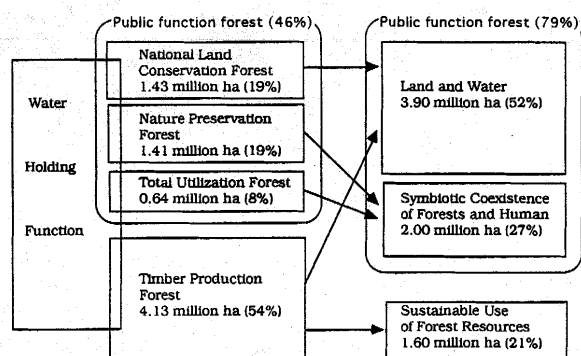 Public function forest (46%)
National Land
Conservation Forest
1.43 million ha (19%)
Nature Preservation
Forest
1.41 million ha (19%)
Total Utilization Forest
0.64 million ha (8%)
Water
Holding
Function
Timber Production
Forest
4.13 million ha (54%)
Public function forest (79%)
Land and Water
3.90 million ha (52%)
Symbiotic Coexistence
of Forests and Human
2.00 million ha (27%)
Sustainable Use
of Forest Resources
1.60 million ha (21%)